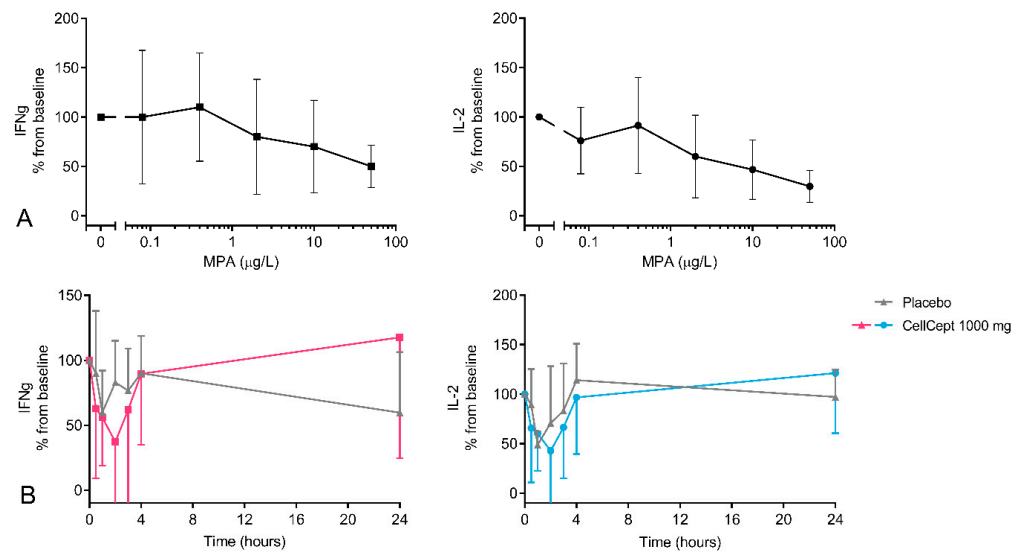 200
150
100
50
0
IFNg
% from baseline
0 0.1 1 10 100
MPA (μg/L)
A
200
150
100
50
0
IL-2
% from baseline
0 0.1 1 10 100
MPA (μg/L)
150
100
50
0
IFNg
% from baseline
0 4 8 12 16 20 24
Time (hours)
B
200
150
100
50
0
IL-2
% from baseline
0 4 8 12 16 20 24
Time (hours)
Placebo
CellCept 1000 mg